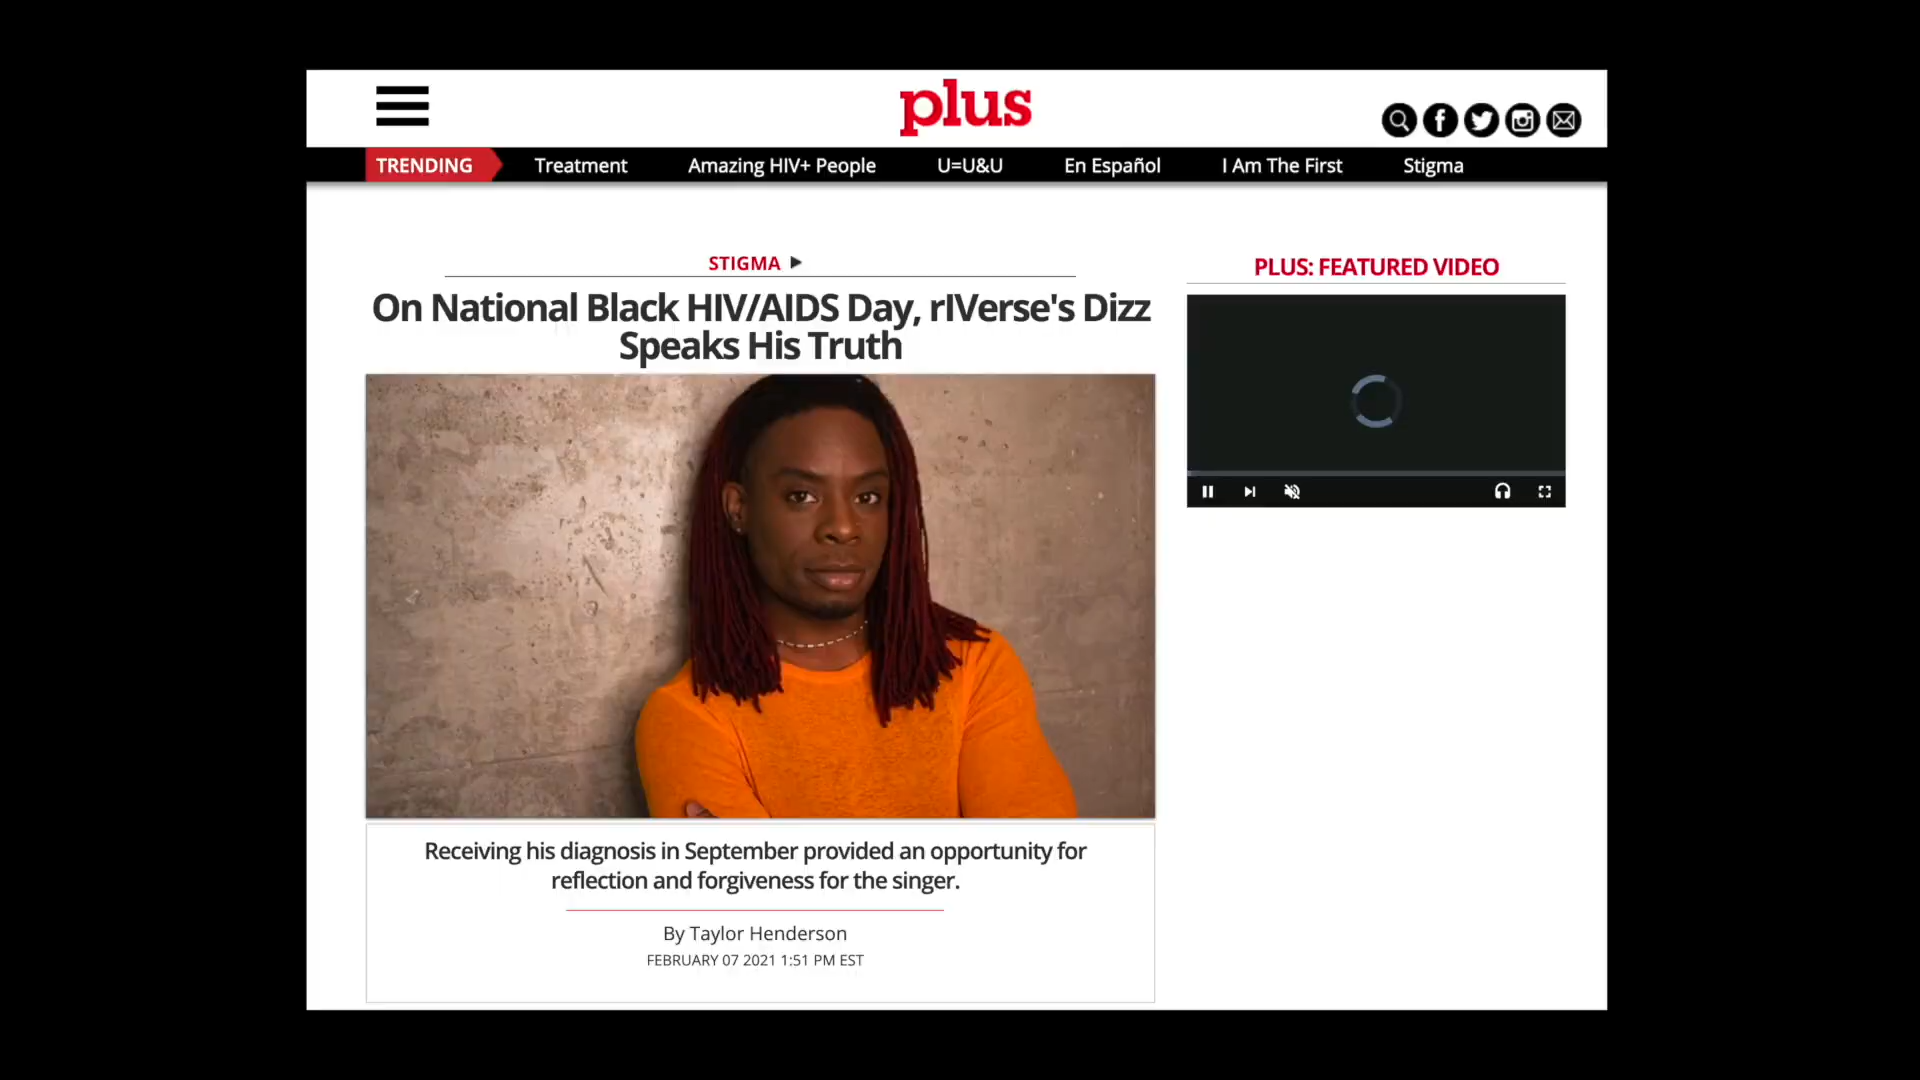 plus
TRENDING
Treatment
Amazing HIV+ People
U=U&U
En Español
I Am The First
Stigma
STIGMA
On National Black HIV/AIDS Day, rIVerse's Dizz
Speaks His Truth
Receiving his diagnosis in September provided an opportunity for
reflection and forgiveness for the singer.
By Taylor Henderson
FEBRUARY 07 2021 1:51 PM EST
PLUS: FEATURED VIDEO